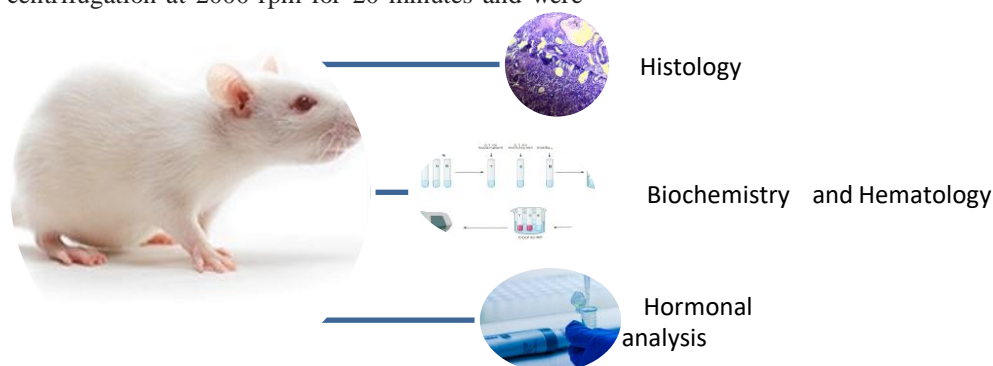 centrifugation at 2000 rpm for 20 minutes and were
Histology
Biochemistry and Hematology
Hormonal
analysis